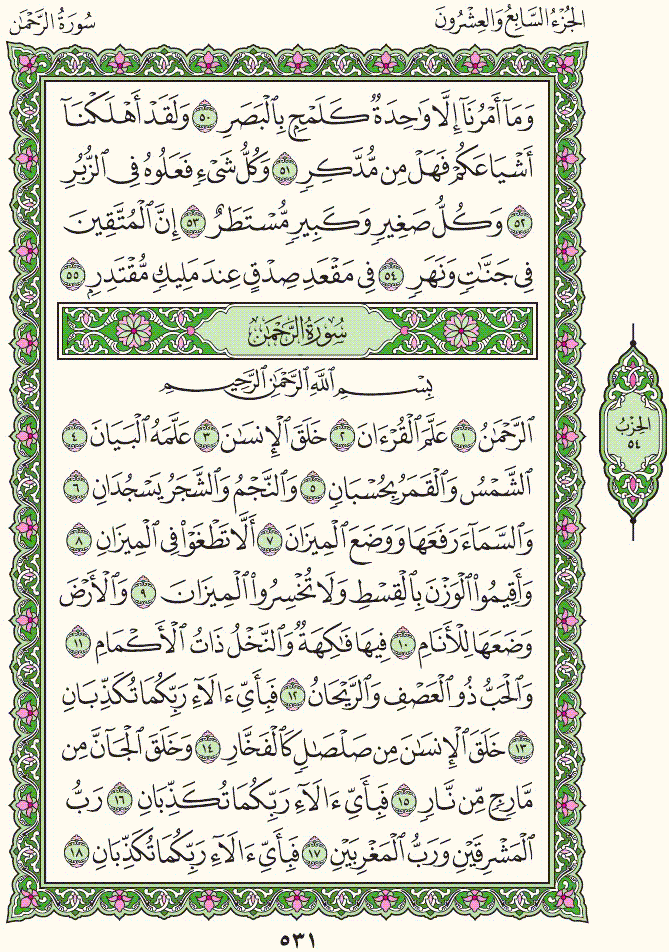 الجُزْءُ السَّابِعُ وَالعِشْرُونَ
سُورَةُ الرَّحْمَٰن
وَمَآ أَمْرُنَآ إِلَّا وَٰحِدَةٌ كَلَمْحٍۭ بِٱلْبَصَرِ ٥٠ وَلَقَدْ أَهْلَكْنَآ
أَشْيَاعَكُمْ فَهَلْ مِن مُّدَّكِرٍ ٥١ وَكُلُّ شَىْءٍ فَعَلُوهُ فِى ٱلزُّبُرِ
٥٢ وَكُلُّ صَغِيرٍ وَكَبِيرٍ مُّسْتَطَرٌ ٥٣ إِنَّ ٱلْمُتَّقِينَ
فِى جَنَّٰتٍ وَنَهَرٍ ٥٤ فِى مَقْعَدِ صِدْقٍ عِندَ مَلِيكٍ مُّقْتَدِرٍۭ ٥٥
سُورَةُ الرَّحْمَٰن
بِسْمِ ٱللَّهِ ٱلرَّحْمَٰنِ ٱلرَّحِيمِ
ٱلرَّحْمَٰنُ ١ عَلَّمَ ٱلْقُرْءَانَ ٢ خَلَقَ ٱلْإِنسَٰنَ ٣ عَلَّمَهُ ٱلْبَيَانَ ٤
ٱلشَّمْسُ وَٱلْقَمَرُ بِحُسْبَانٍ ٥ وَٱلنَّجْمُ وَٱلشَّجَرُ يَسْجُدَانِ ٦
وَٱلسَّمَآءَ رَفَعَهَا وَوَضَعَ ٱلْمِيزَانَ ٧ أَلَّا تَطْغَوْا۟ فِى ٱلْمِيزَانِ ٨
وَأَقِيمُوا۟ ٱلْوَزْنَ بِٱلْقِسْطِ وَلَا تُخْسِرُوا۟ ٱلْمِيزَانَ ٩ وَٱلْأَرْضَ
وَضَعَهَا لِلْأَنَامِ ١٠ فِيهَا فَٰكِهَةٌ وَٱلنَّخْلُ ذَاتُ ٱلْأَكْمَامِ ١١
وَٱلْحَبُّ ذُو ٱلْعَصْفِ وَٱلرَّيْحَانُ ١٢ فَبِأَىِّ ءَالَآءِ رَبِّكُمَا تُكَذِّبَانِ
١٣ خَلَقَ ٱلْإِنسَٰنَ مِن صَلْصَٰلٍ كَٱلْفَخَّارِ ١٤ وَخَلَقَ ٱلْجَآنَّ مِن
مَّارِجٍ مِّن نَّارٍ ١٥ فَبِأَىِّ ءَالَآءِ رَبِّكُمَا تُكَذِّبَانِ ١٦ رَبُّ
ٱلْمَشْرِقَيْنِ وَرَبُّ ٱلْمَغْرِبَيْنِ ١٧ فَبِأَىِّ ءَالَآءِ رَبِّكُمَا تُكَذِّبَانِ ١٨
الحِزْبُ
٥٤
٥٣١